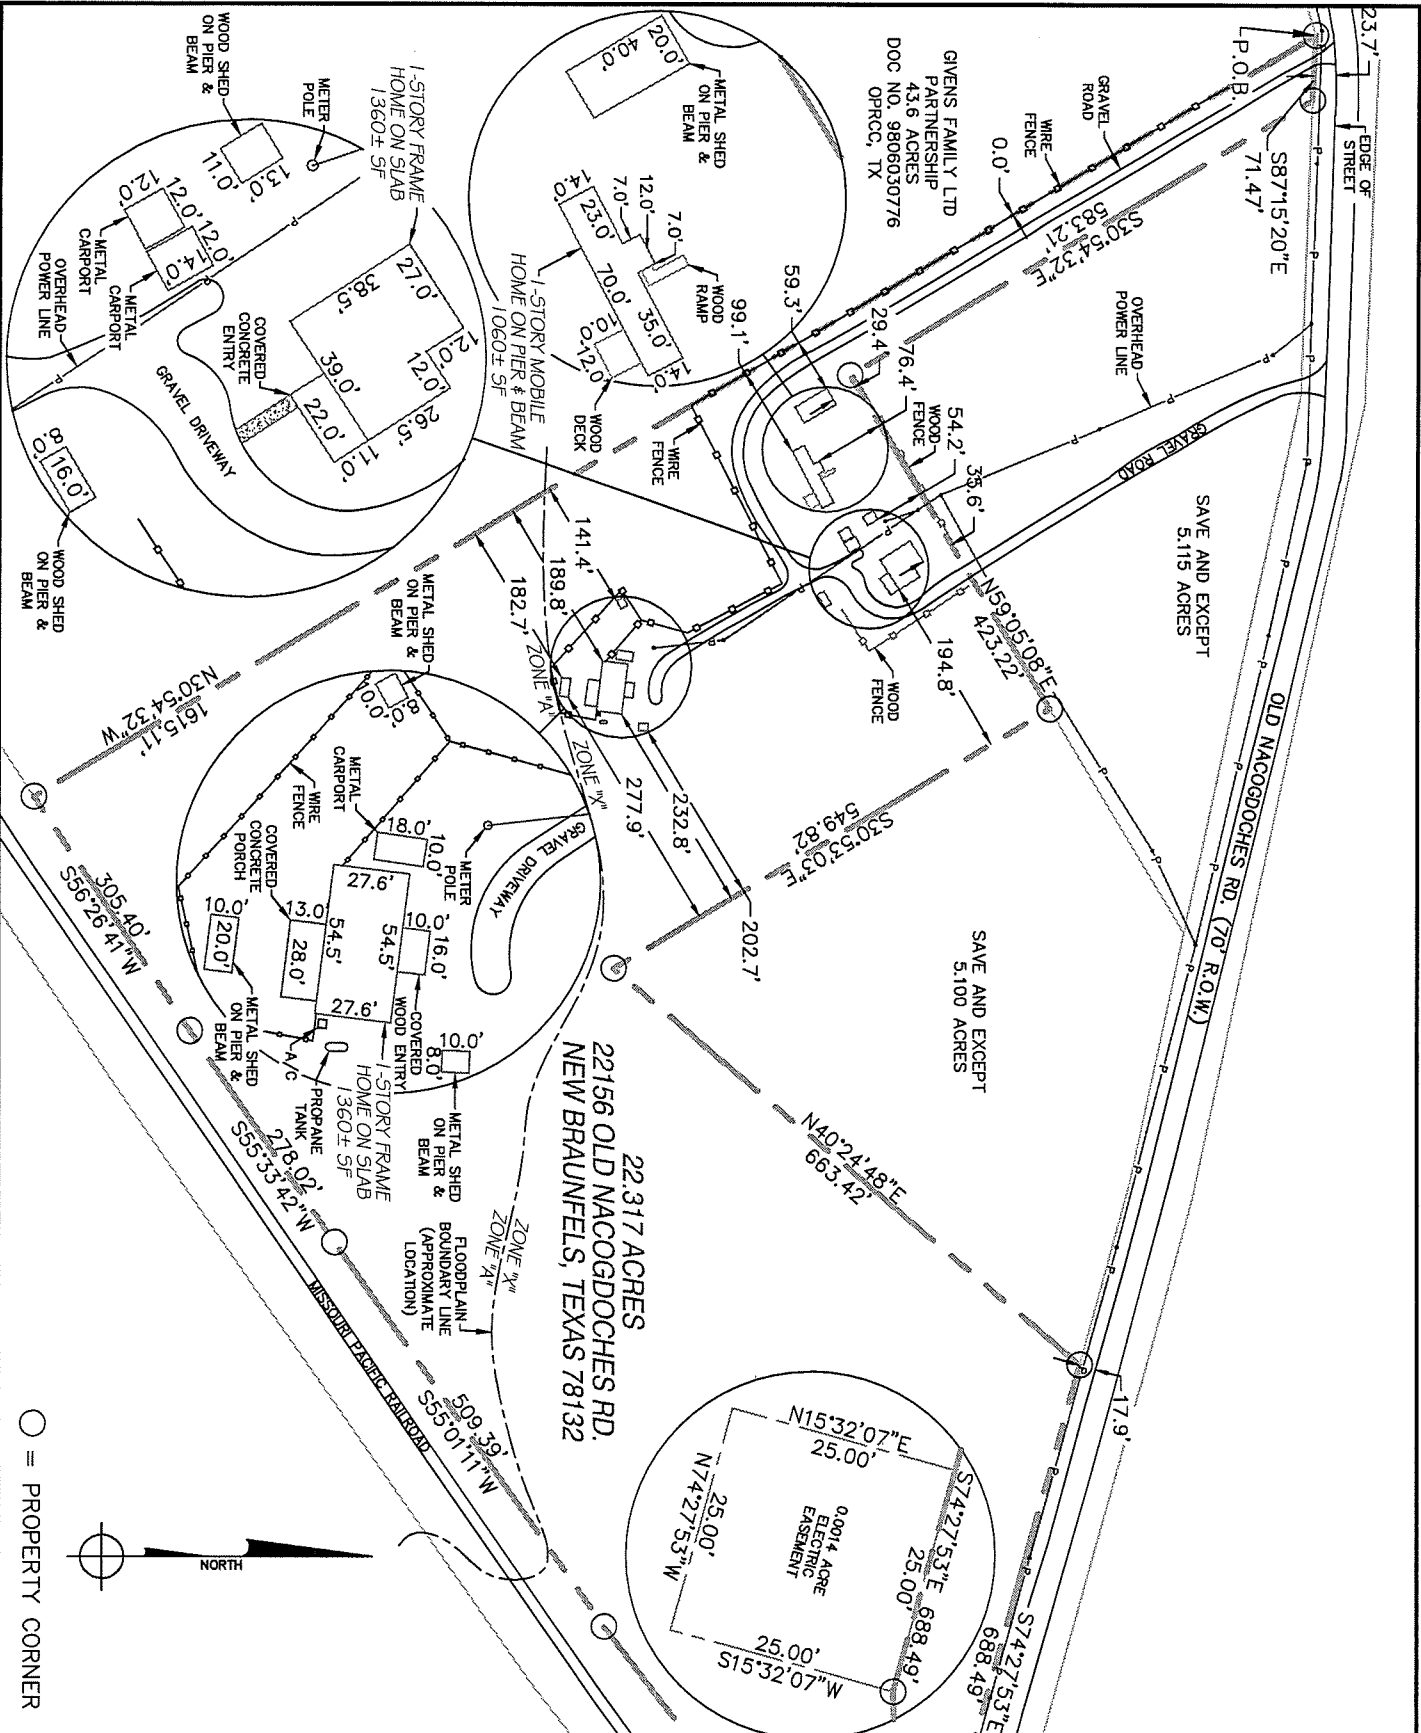 23.7'
P.O.B.
EDGE OF
STREET
S87°15'20"E
71.47'
GRAVEL
ROAD
WIRE
FENCE
0.0'
GIVENS FAMILY LTD
PARTNERSHIP
43.6 ACRES
DOC NO. 9806030776
OPRCC, TX
S30°54'32"E
583.21'
OVERHEAD
POWER LINE
GRAVEL ROAD
SAVE AND EXCEPT
5.115 ACRES
OLD NACOGDOCHES RD. (70' R.O.W.)
59.3'
99.1'
29.4'
76.4'
WOOD
FENCE
54.2'
35.6'
N59°05'08"E
423.22'
194.8'
WOOD
FENCE
WIRE
FENCE
S30°53'03"E
549.82'
SAVE AND EXCEPT
5.100 ACRES
N40°24'48"E
663.42'
17.9'
S74°27'53"E
688.49'
20.0'
40.0'
METAL SHED
ON PIER &
BEAM
14.0'
23.0'
7.0'
12.0'
7.0'
WOOD
RAMP
70.0'
35.0'
14.0'
10.0'
12.0'
WOOD
DECK
1-STORY MOBILE
HOME ON PIER & BEAM
1060± SF
1-STORY FRAME
HOME ON SLAB
1360± SF
METER
POLE
WOOD SHED
ON PIER &
BEAM
11.0'
13.0'
12.0'
12.0'
12.0'
14.0'
METAL
CARPORT
METAL
CARPORT
OVERHEAD
POWER LINE
27.0'
38.5'
12.0'
12.0'
26.5'
39.0'
22.0'
11.0'
COVERED
CONCRETE
ENTRY
GRAVEL DRIVEWAY
8.0'
16.0'
WOOD SHED
ON PIER &
BEAM
141.4'
189.8'
182.7'
ZONE "A"
ZONE "X"
277.9'
232.8'
202.7'
N30°54'32"W
1615.11'
METAL SHED
ON PIER &
BEAM
8.0'
10.0'
WIRE
FENCE
METAL
CARPORT
18.0'
10.0'
METER
POLE
GRAVEL DRIVEWAY
COVERED
CONCRETE
PORCH
27.6'
54.5'
54.5'
27.6'
10.0'
16.0'
COVERED
WOOD ENTRY
13.0'
28.0'
10.0'
20.0'
METAL SHED
ON PIER &
BEAM
A/C
PROPANE
TANK
1-STORY FRAME
HOME ON SLAB
1360± SF
10.0'
8.0'
METAL SHED
ON PIER &
BEAM
305.40'
S56°26'41"W
278.02'
S55°33'42"W
509.39'
S55°01'11"W
MISSOURI PACIFIC RAILROAD
ZONE "X"
ZONE "A"
FLOODPLAIN
BOUNDARY LINE
(APPROXIMATE
LOCATION)
22.317 ACRES
22156 OLD NACOGDOCHES RD.
NEW BRAUNFELS, TEXAS 78132
N15°32'07"E
25.00'
S74°27'53"E
25.00'
688.49'
0.0014 ACRE
ELECTRIC
EASEMENT
25.00'
N74°27'53"W
25.00'
S15°32'07"W
NORTH
= PROPERTY CORNER